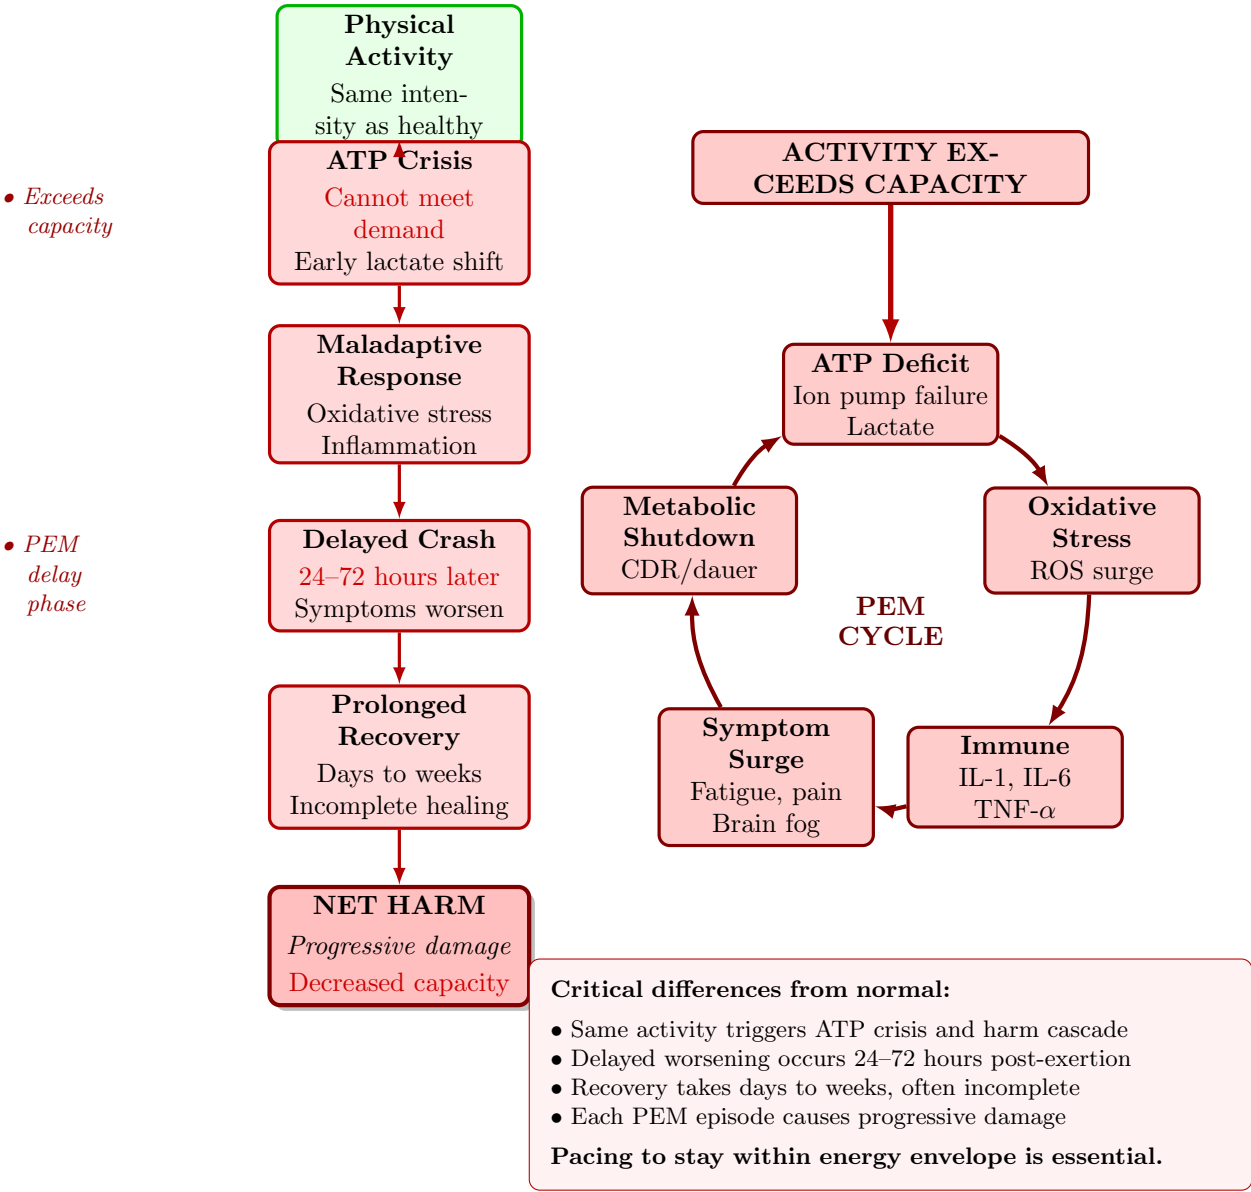 Physical
Activity
Same inten-
sity as healthy
ATP Crisis
Cannot meet
demand
Early lactate shift
• Exceeds
capacity
Maladaptive
Response
Oxidative stress
Inflammation
Delayed Crash
24–72 hours later
Symptoms worsen
• PEM
delay
phase
Prolonged
Recovery
Days to weeks
Incomplete healing
NET HARM
Progressive damage
Decreased capacity
ACTIVITY EX-
CEEDS CAPACITY
ATP Deficit
Ion pump failure
Lactate
Oxidative
Stress
ROS surge
Immune
IL-1, IL-6
TNF-α
Symptom
Surge
Fatigue, pain
Brain fog
Metabolic
Shutdown
CDR/dauer
PEM
CYCLE
Critical differences from normal:
• Same activity triggers ATP crisis and harm cascade
• Delayed worsening occurs 24–72 hours post-exertion
• Recovery takes days to weeks, often incomplete
• Each PEM episode causes progressive damage
Pacing to stay within energy envelope is essential.